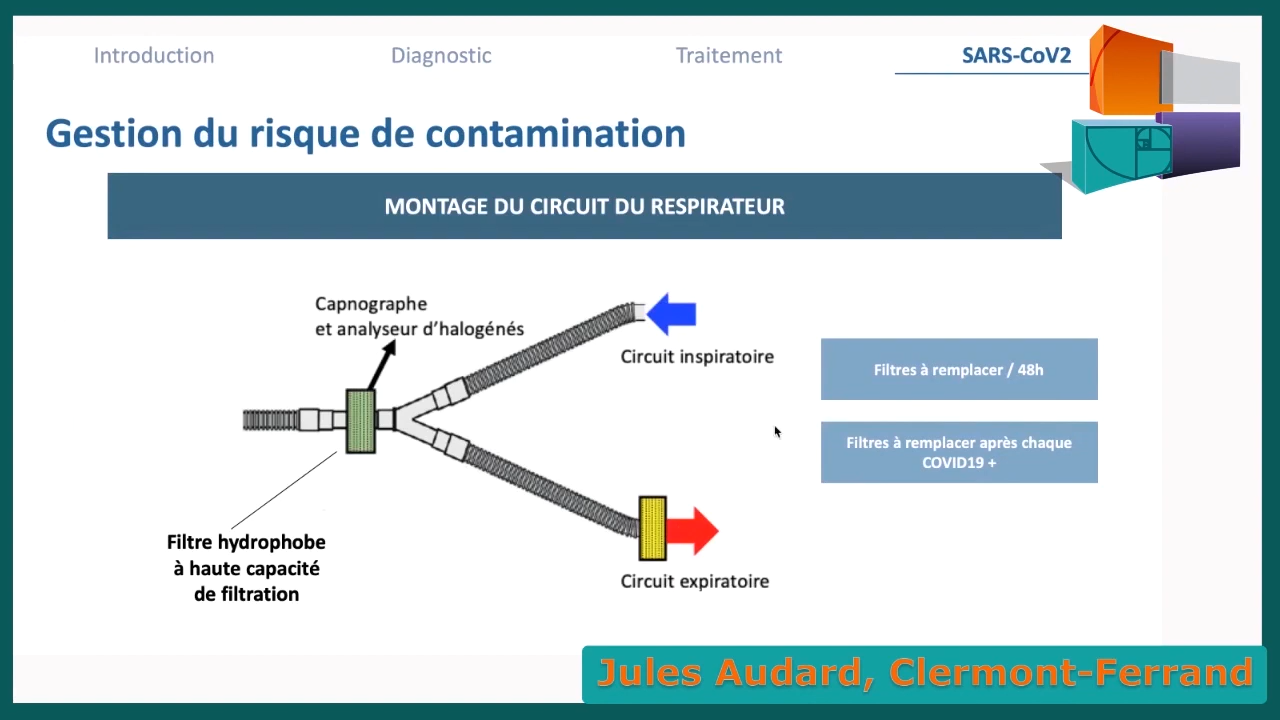 Introduction
Diagnostic
Traitement
SARS-CoV2
Gestion du risque de contamination
MONTAGE DU CIRCUIT DU RESPIRATEUR
Capnographe
et analyseur d’halogénés
Circuit inspiratoire
Filtres à remplacer / 48h
Filtres à remplacer après chaque
COVID19 +
Filtre hydrophobe
à haute capacité
de filtration
Circuit expiratoire
Jules Audard, Clermont-Ferrand